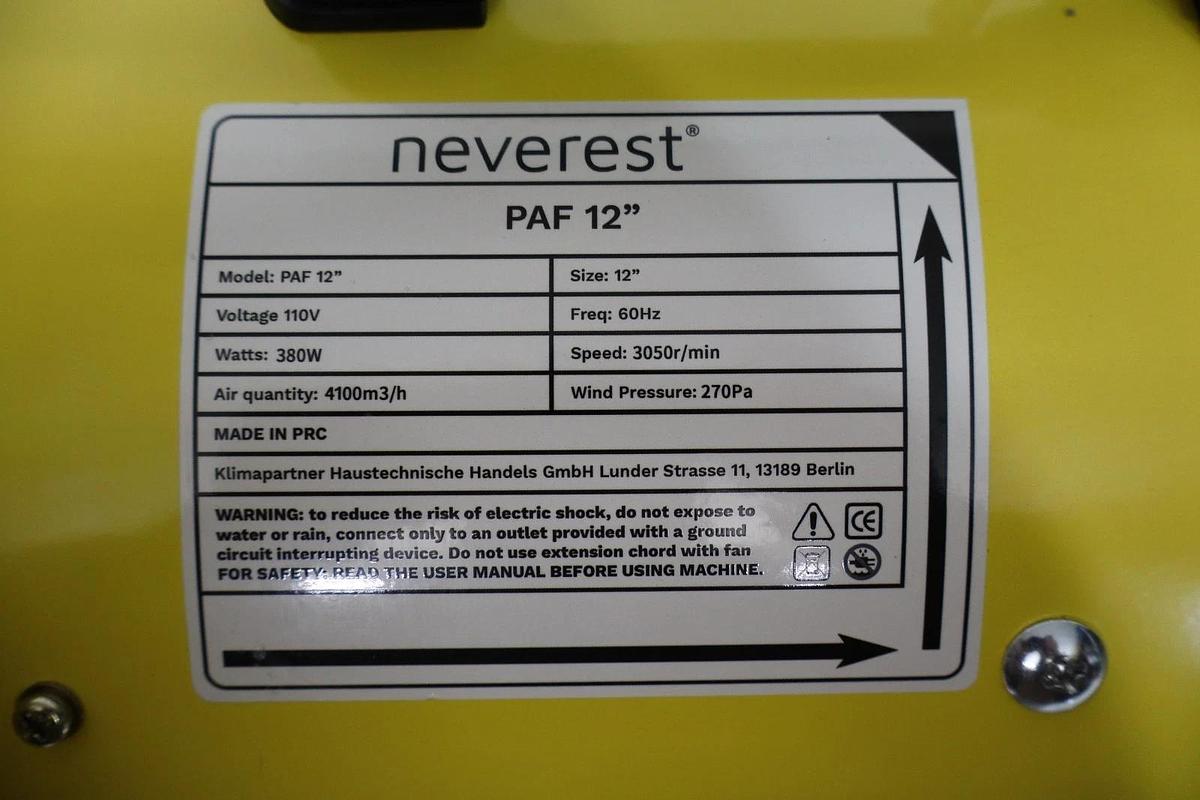 neverest®
PAF 12”
Model: PAF 12”
Size: 12”
Voltage 110V
Freq: 60Hz
Watts: 380W
Speed: 3050r/min
Air quantity: 4100m3/h
Wind Pressure: 270Pa
MADE IN PRC
Klimapartner Haustechnische Handels GmbH Lunder Strasse 11, 13189 Berlin
WARNING: to reduce the risk of electric shock, do not expose to
water or rain, connect only to an outlet provided with a ground
circuit interrupting device. Do not use extension chord with fan
FOR SAFETY: READ THE USER MANUAL BEFORE USING MACHINE.
CE